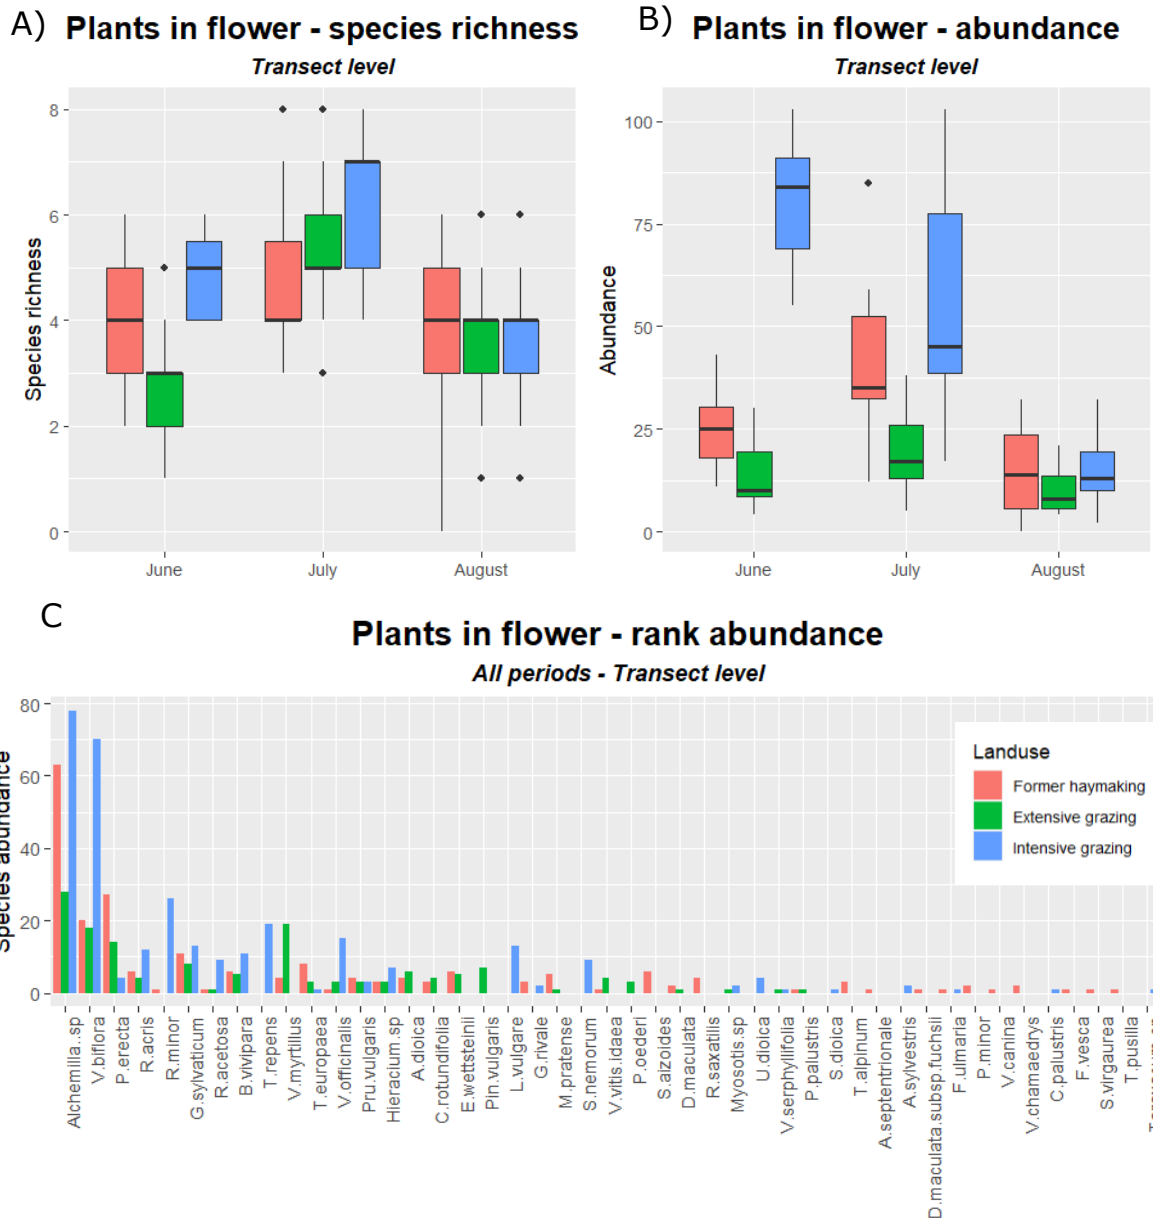 A) Plants in flower - species richness
Transect level
Species richness
8
6
4
2
0
June
July
August
B) Plants in flower - abundance
Transect level
Abundance
100
75
50
25
0
June
July
August
C
Plants in flower - rank abundance
All periods - Transect level
Species abundance
80
60
40
20
0
Landuse
Former haymaking
Extensive grazing
Intensive grazing
Alchemilla..sp
V.biflora
P.erecta
R.acris
R.minor
G.sylvaticum
R.acetosa
B.vivipara
T.repens
V.myrtillus
T.europaea
V.officinalis
Pru.vulgaris
Hieracium.sp
A.dioica
C.rotundifolia
E.wettsteinii
Pin.vulgaris
L.vulgare
G.rivale
M.pratense
S.nemorum
V.vitis.idaea
P.oederi
S.aizoides
D.maculata
R.saxatilis
Myosotis.sp
U.dioica
V.serphyllifolia
P.palustris
S.dioica
T.alpinum
A.septentrionale
A.sylvestris
D.maculata.subsp.fuchsii
F.ulmaria
P.minor
V.canina
V.chamaedrys
C.palustris
F.vesca
S.virgaurea
T.pusilla